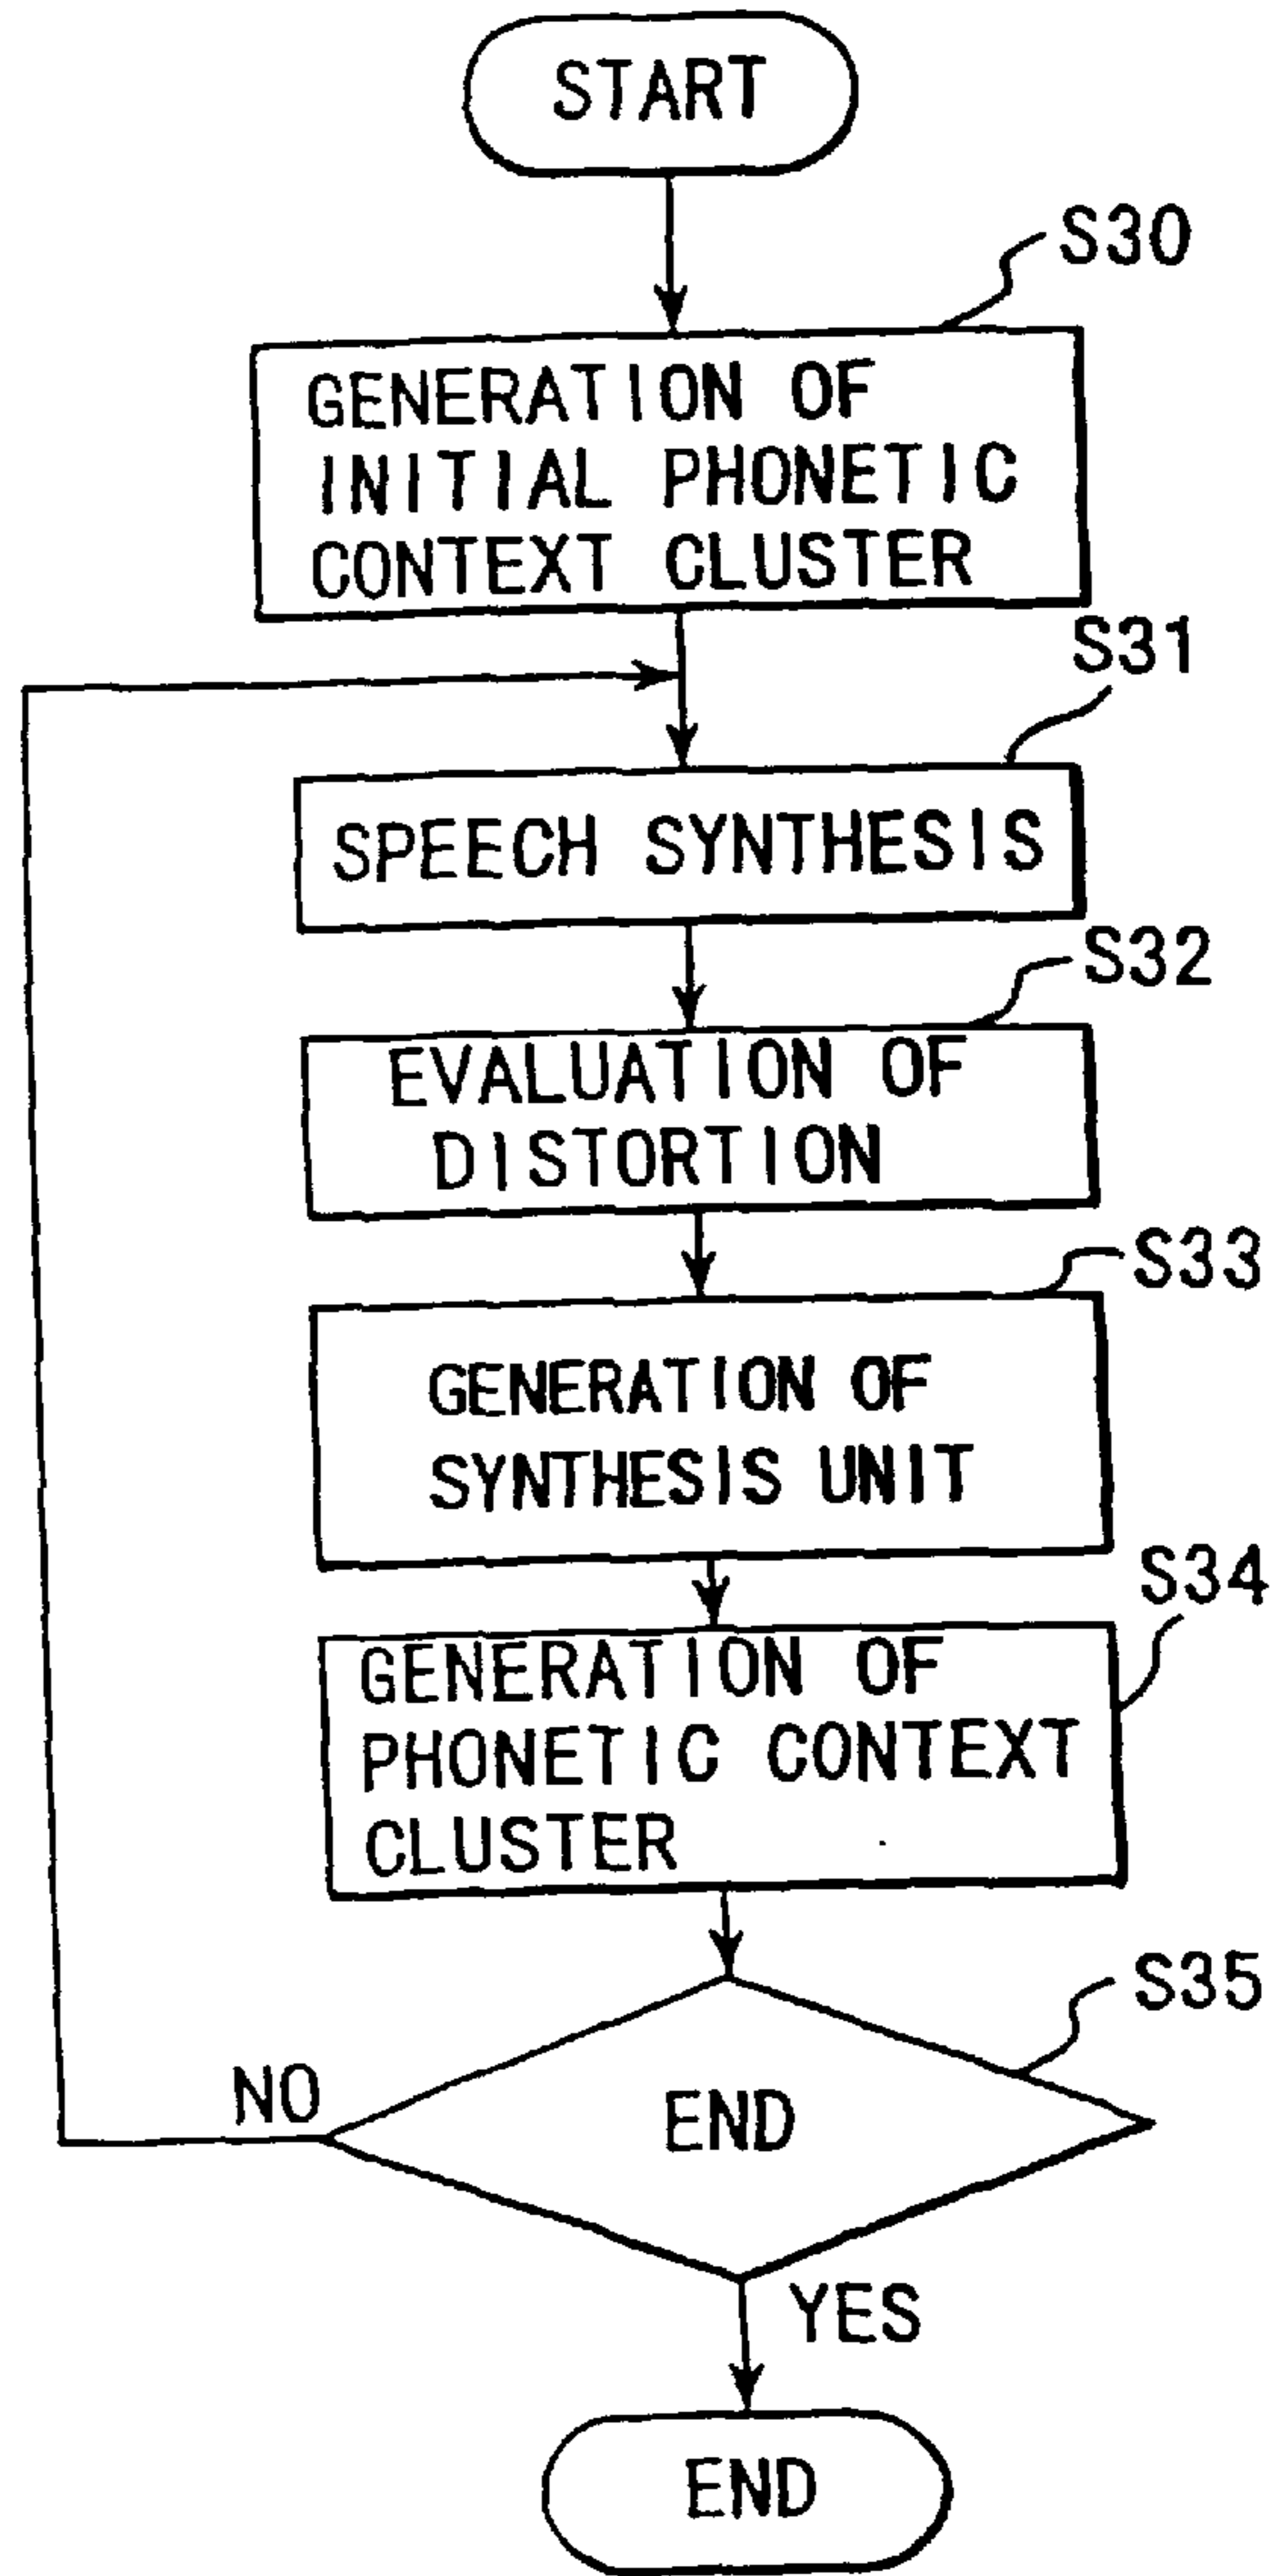 START
S30
GENERATION OF
INITIAL PHONETIC
CONTEXT CLUSTER
S31
SPEECH SYNTHESIS
S32
EVALUATION OF
DISTORTION
S33
GENERATION OF
SYNTHESIS UNIT
S34
GENERATION OF
PHONETIC CONTEXT
CLUSTER
S35
NO
END
YES
END